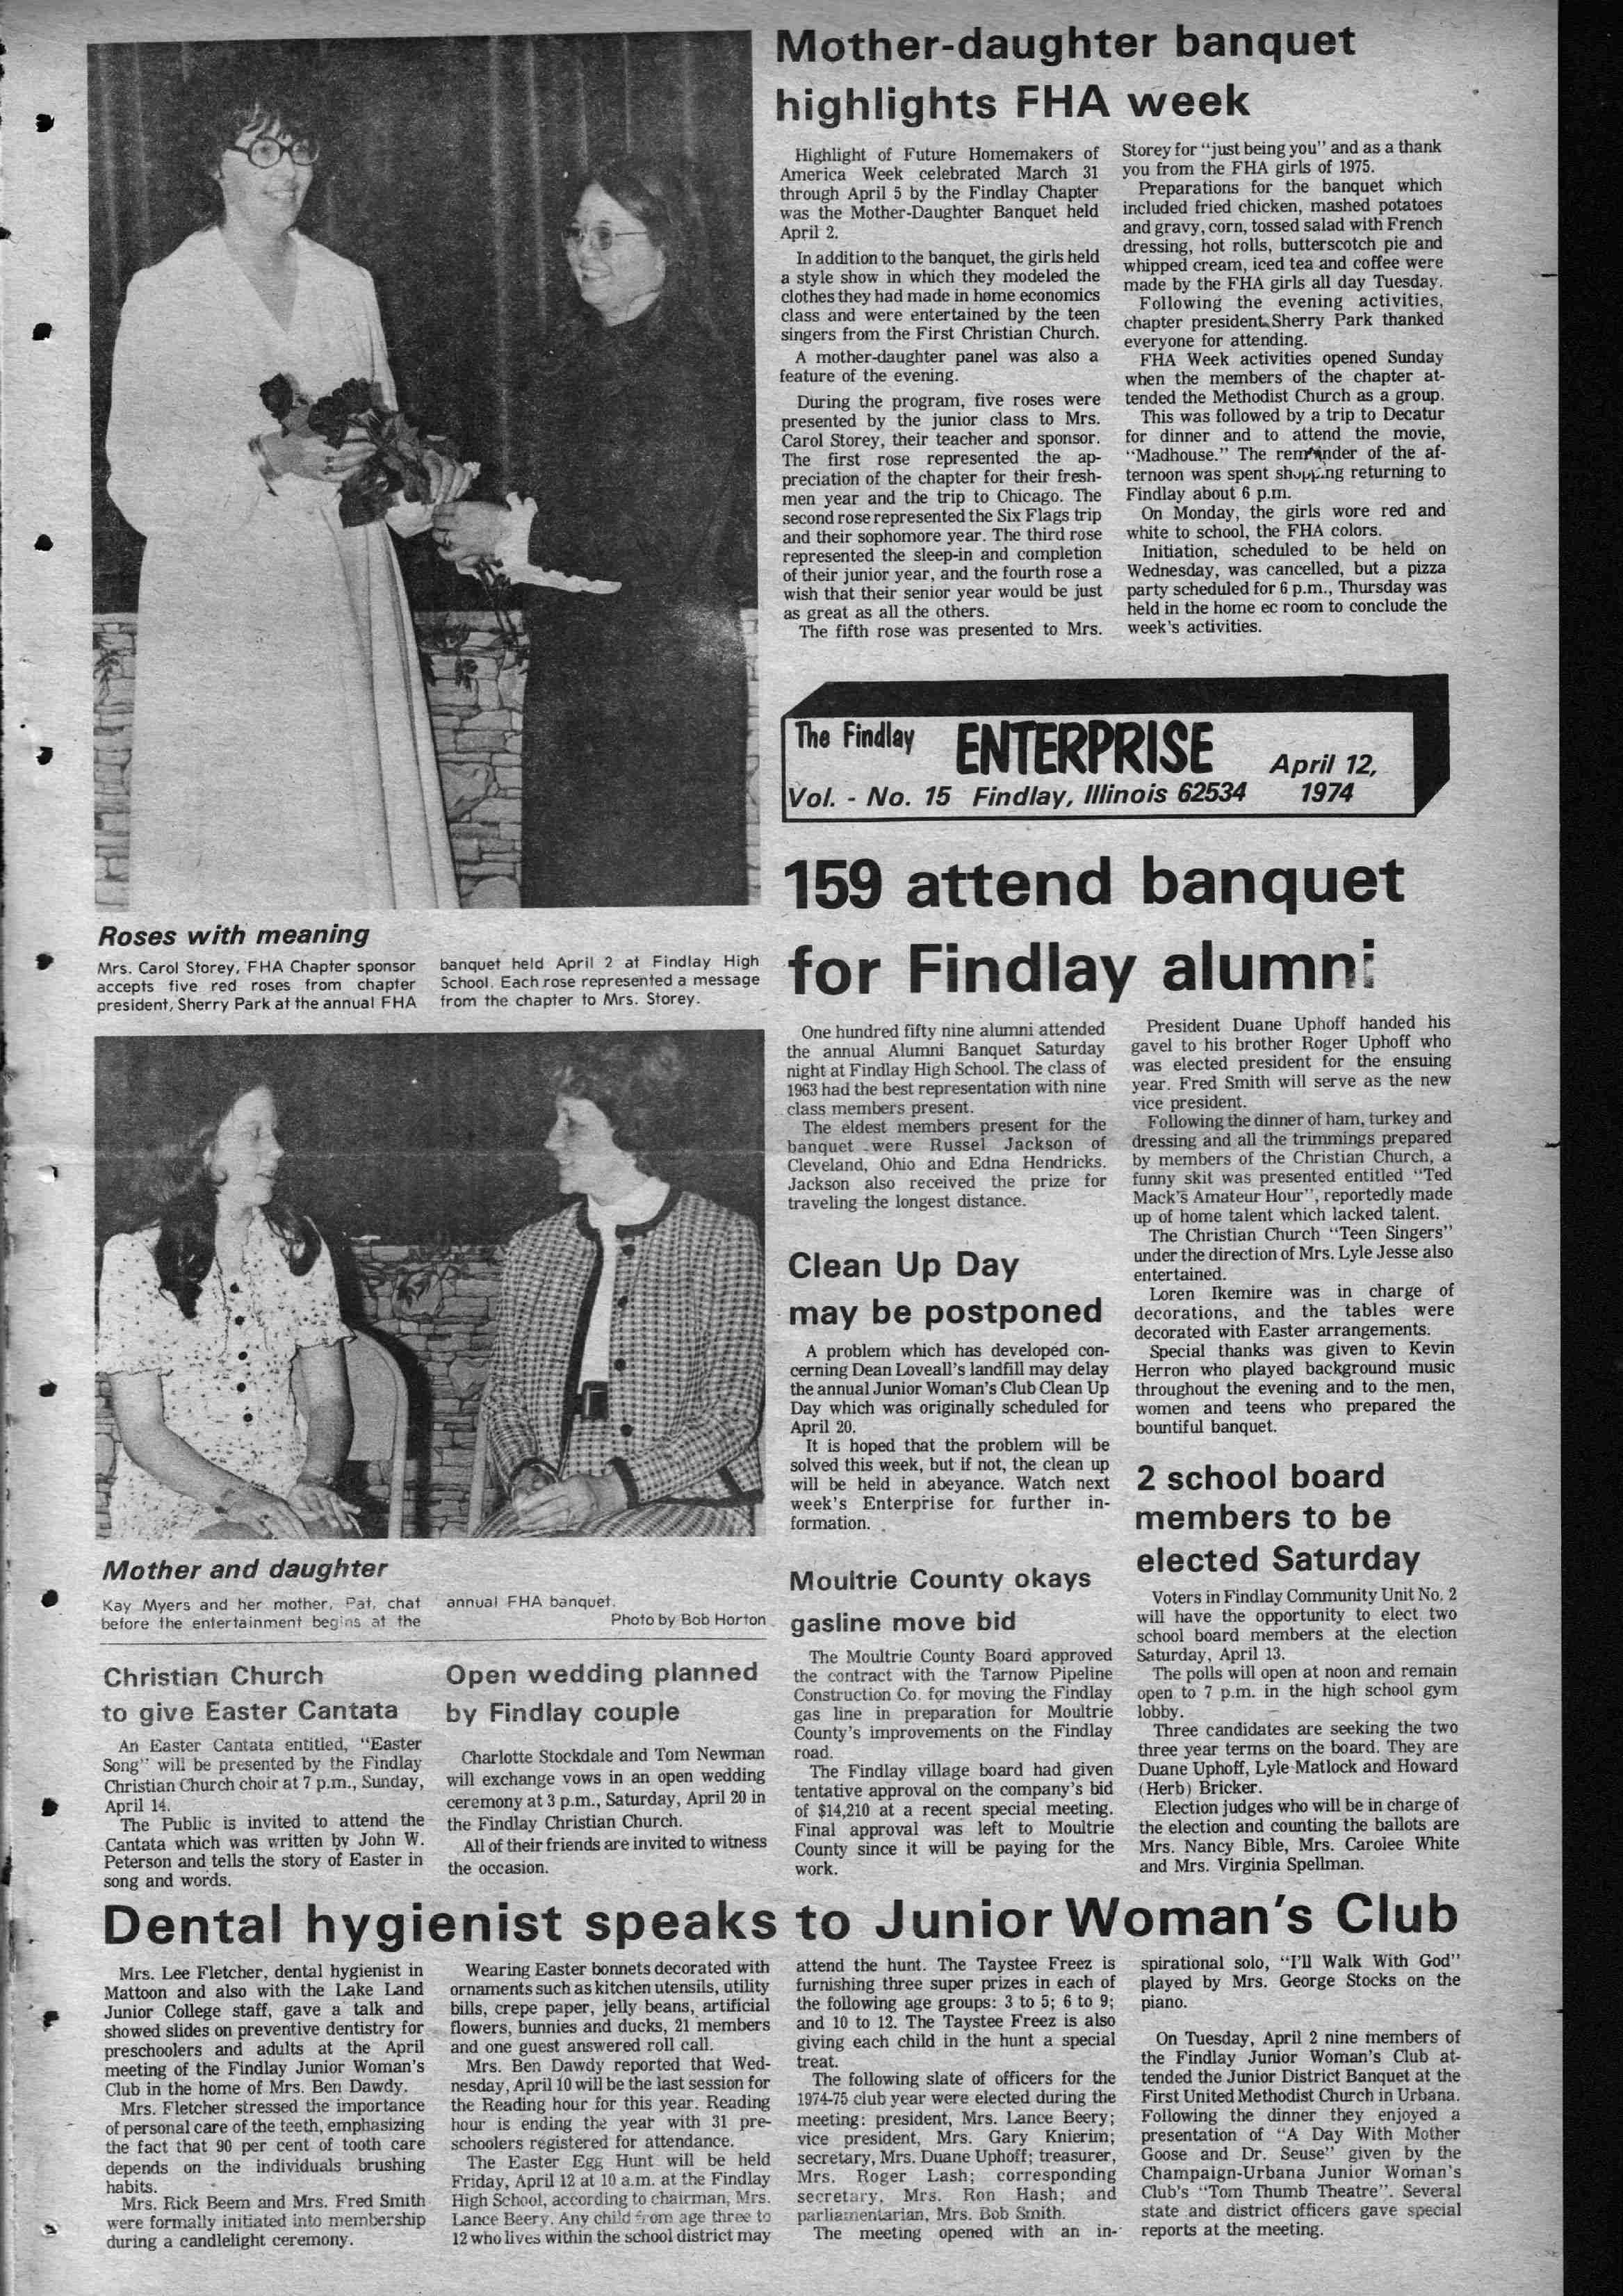 Mother-daughter banquet
highlights FHA week
Highlight of Future Homemakers of
America Week celebrated March 31
through April 5 by the Findlay Chapter
was the Mother-Daughter Banquet held
April 2.
In addition to the banquet, the girls held
a style show in which they modeled the
clothes they had made in home economics
class and were entertained by the teen
singers from the First Christian Church.
A mother-daughter panel was also a
feature of the evening.
During the program, five roses were
presented by the junior class to Mrs.
Carol Storey, their teacher and sponsor.
The first rose represented the ap-
preciation of the chapter for their fresh-
men year and the trip to Chicago. The
second rose represented the Six Flags trip
and their sophomore year. The third rose
represented the sleep-in and completion
of their junior year, and the fourth rose a
wish that their senior year would be just
as great as all the others.
The fifth rose was presented to Mrs.
Storey for "just being you" and as a thank
you from the FHA girls of 1975.
Preparations for the banquet which
included fried chicken, mashed potatoes
and gravy, corn, tossed salad with French
dressing, hot rolls, butterscotch pie and
whipped cream, iced tea and coffee were
made by the FHA girls all day Tuesday.
Following the evening activities,
chapter president Sherry Park thanked
everyone for attending.
FHA Week activities opened Sunday
when the members of the chapter at-
tended the Methodist Church as a group.
This was followed by a trip to Decatur
for dinner and to attend the movie,
"Madhouse." The remainder of the af-
ternoon was spent shopping returning to
Findlay about 6 p.m.
On Monday, the girls wore red and
white to school, the FHA colors.
Initiation, scheduled to be held on
Wednesday, was cancelled, but a pizza
party scheduled for 6 p.m., Thursday was
held in the home ec room to conclude the
week's activities.
The Findlay ENTERPRISE April 12,
Vol. - No. 15 Findlay, Illinois 62534 1974
Roses with meaning
Mrs. Carol Storey, FHA Chapter sponsor
accepts five red roses from chapter
president, Sherry Park at the annual FHA
banquet held April 2 at Findlay High
School. Each rose represented a message
from the chapter to Mrs. Storey.
159 attend banquet
for Findlay alumni
One hundred fifty nine alumni attended
the annual Alumni Banquet Saturday
night at Findlay High School. The class of
1963 had the best representation with nine
class members present.
The eldest members present for the
banquet were Russel Jackson of
Cleveland, Ohio and Edna Hendricks.
Jackson also received the prize for
traveling the longest distance.
President Duane Uphoff handed his
gavel to his brother Roger Uphoff who
was elected president for the ensuing
year. Fred Smith will serve as the new
vice president.
Following the dinner of ham, turkey and
dressing and all the trimmings prepared
by members of the Christian Church, a
funny skit was presented entitled "Ted
Mack's Amateur Hour", reportedly made
up of home talent which lacked talent.
The Christian Church "Teen Singers"
under the direction of Mrs. Lyle Jesse also
entertained.
Loren Ikemire was in charge of
decorations, and the tables were
decorated with Easter arrangements.
Special thanks was given to Kevin
Herron who played background music
throughout the evening and to the men,
women and teens who prepared the
bountiful banquet.
Clean Up Day
may be postponed
A problem which has developed con-
cerning Dean Loveall's landfill may delay
the annual Junior Woman's Club Clean Up
Day which was originally scheduled for
April 20.
It is hoped that the problem will be
solved this week, but if not, the clean up
will be held in abeyance. Watch next
week's Enterprise for further in-
formation.
Mother and daughter
Kay Myers and her mother, Pat, chat
before the entertainment begins at the
annual FHA banquet.
Photo by Bob Horton
Christian Church
to give Easter Cantata
An Easter Cantata entitled, "Easter
Song" will be presented by the Findlay
Christian Church choir at 7 p.m., Sunday,
April 14.
The Public is invited to attend the
Cantata which was written by John W.
Peterson and tells the story of Easter in
song and words.
Open wedding planned
by Findlay couple
Charlotte Stockdale and Tom Newman
will exchange vows in an open wedding
ceremony at 3 p.m., Saturday, April 20 in
the Findlay Christian Church.
All of their friends are invited to witness
the occasion.
Moultrie County okays
gasline move bid
The Moultrie County Board approved
the contract with the Tarnow Pipeline
Construction Co. for moving the Findlay
gas line in preparation for Moultrie
County's improvements on the Findlay
road.
The Findlay village board had given
tentative approval on the company's bid
of $14,210 at a recent special meeting.
Final approval was left to Moultrie
County since it will be paying for the
work.
2 school board
members to be
elected Saturday
Voters in Findlay Community Unit No. 2
will have the opportunity to elect two
school board members at the election
Saturday, April 13.
The polls will open at noon and remain
open to 7 p.m. in the high school gym
lobby.
Three candidates are seeking the two
three year terms on the board. They are
Duane Uphoff, Lyle Matlock and Howard
(Herb) Bricker.
Election judges who will be in charge of
the election and counting the ballots are
Mrs. Nancy Bible, Mrs. Carolee White
and Mrs. Virginia Spellman.
Dental hygienist speaks to Junior Woman's Club
Mrs. Lee Fletcher, dental hygienist in
Mattoon and also with the Lake Land
Junior College staff, gave a talk and
showed slides on preventive dentistry for
preschoolers and adults at the April
meeting of the Findlay Junior Woman's
Club in the home of Mrs. Ben Dawdy.
Mrs. Fletcher stressed the importance
of personal care of the teeth, emphasizing
the fact that 90 per cent of tooth care
depends on the individuals brushing
habits.
Mrs. Rick Beem and Mrs. Fred Smith
were formally initiated into membership
during a candlelight ceremony.
Wearing Easter bonnets decorated with
ornaments such as kitchen utensils, utility
bills, crepe paper, jelly beans, artificial
flowers, bunnies and ducks, 21 members
and one guest answered roll call.
Mrs. Ben Dawdy reported that Wed-
nesday, April 10 will be the last session for
the Reading hour for this year. Reading
hour is ending the year with 31 pre-
schoolers registered for attendance.
The Easter Egg Hunt will be held
Friday, April 12 at 10 a.m. at the Findlay
High School, according to chairman, Mrs.
Lance Beery. Any child from age three to
12 who lives within the school district may
attend the hunt. The Taystee Freez is
furnishing three super prizes in each of
the following age groups: 3 to 5; 6 to 9;
and 10 to 12. The Taystee Freez is also
giving each child in the hunt a special
treat.
The following slate of officers for the
1974-75 club year were elected during the
meeting: president, Mrs. Lance Beery;
vice president, Mrs. Gary Knierim;
secretary, Mrs. Duane Uphoff; treasurer,
Mrs. Roger Lash; corresponding
secretary, Mrs. Ron Hash; and
parliamentarian, Mrs. Bob Smith.
The meeting opened with an in-
spirational solo, "I'll Walk With God"
played by Mrs. George Stocks on the
piano.
On Tuesday, April 2 nine members of
the Findlay Junior Woman's Club at-
tended the Junior District Banquet at the
First United Methodist Church in Urbana.
Following the dinner they enjoyed a
presentation of "A Day With Mother
Goose and Dr. Seuse" given by the
Champaign-Urbana Junior Woman's
Club's "Tom Thumb Theatre". Several
state and district officers gave special
reports at the meeting.